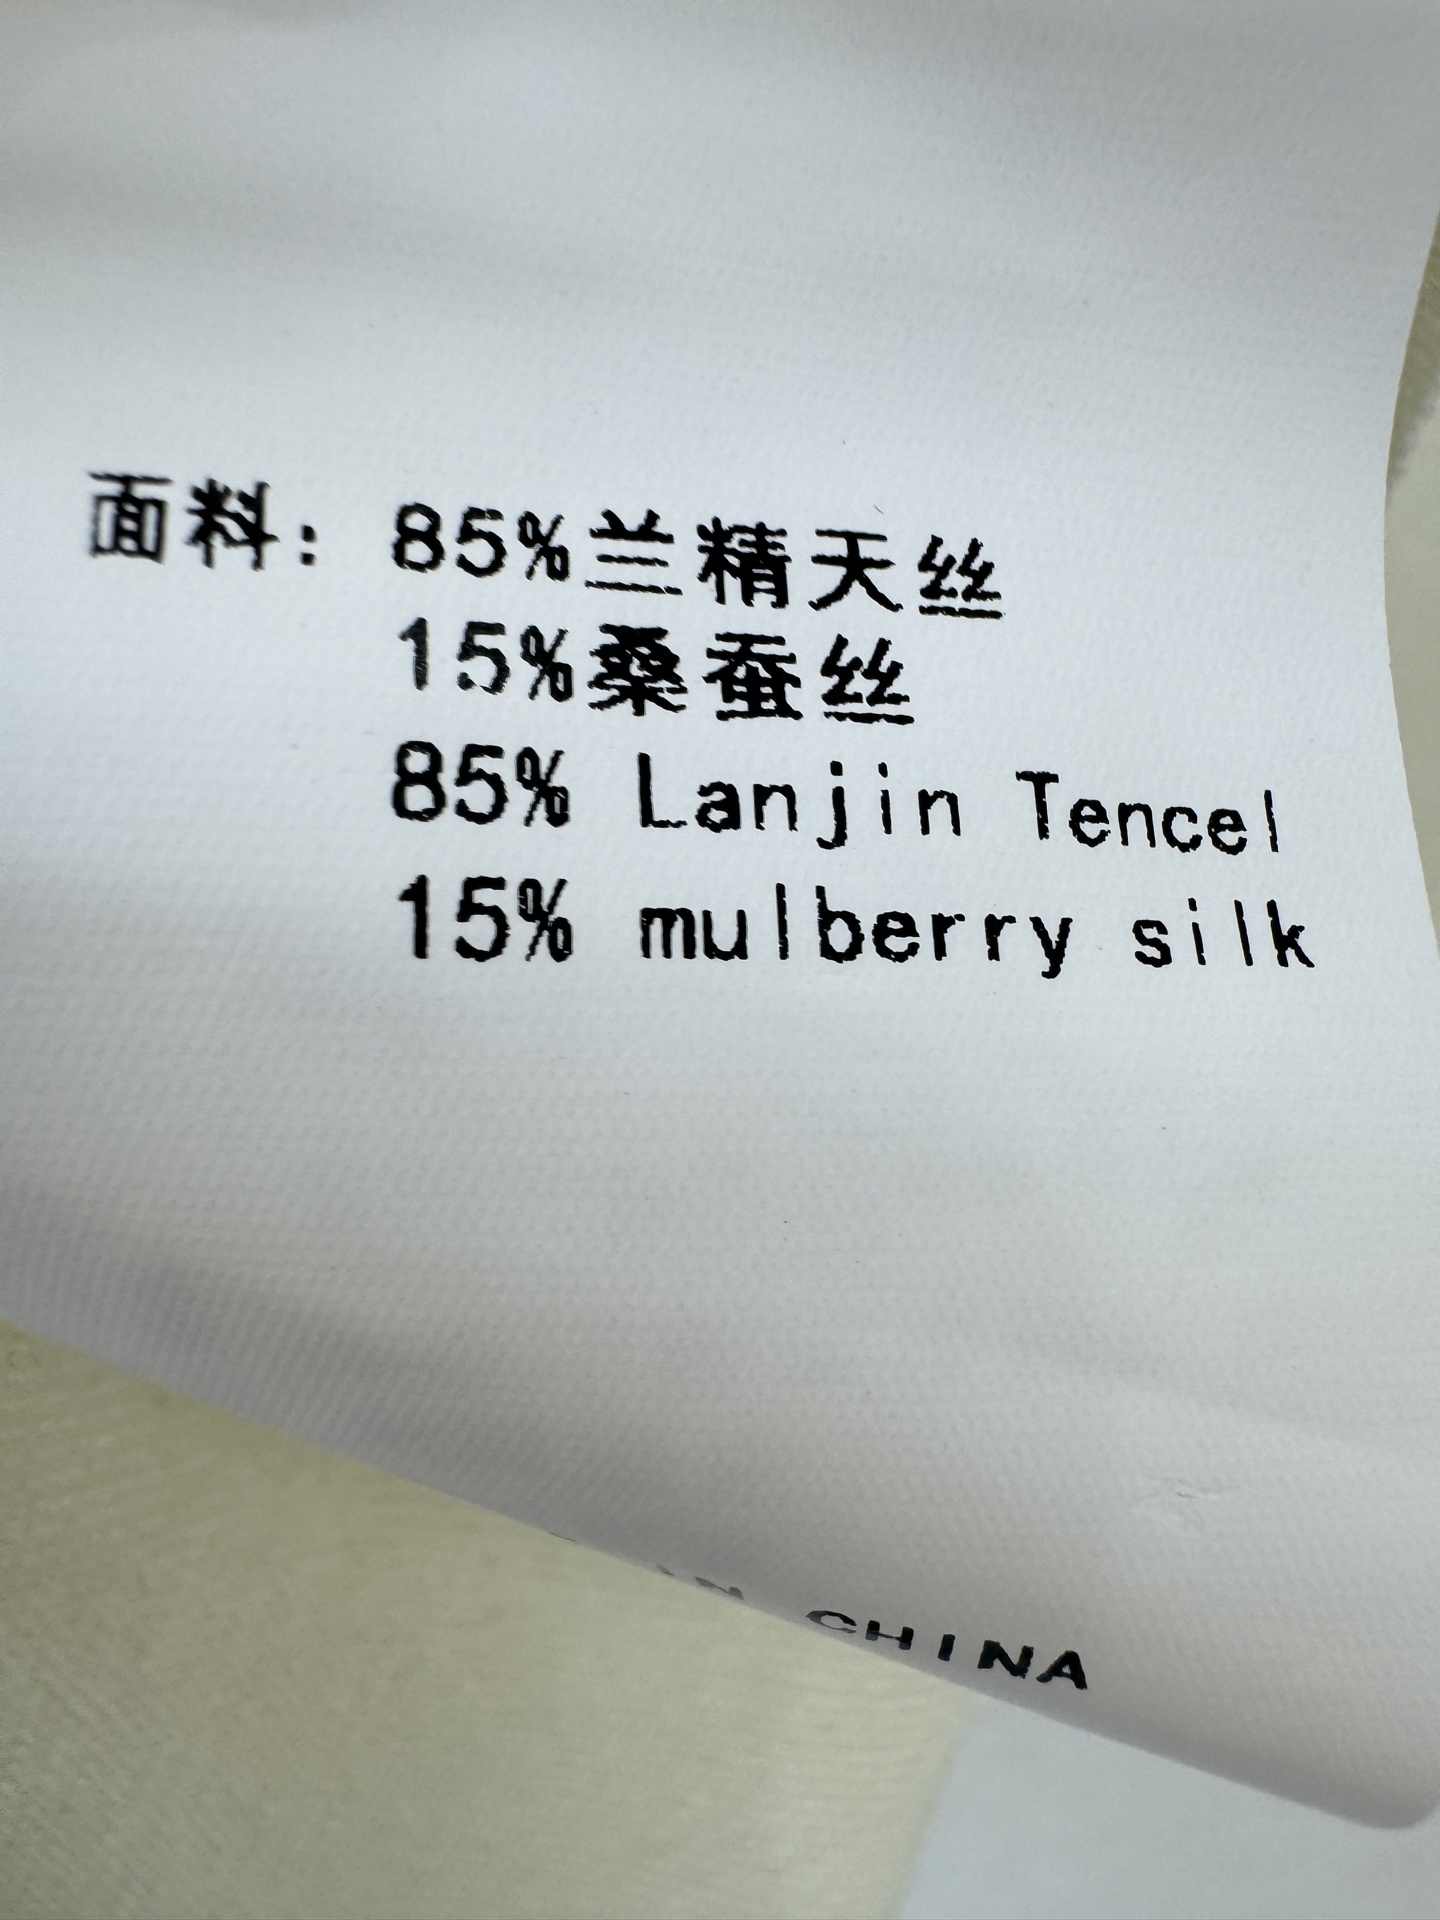 面料: 85%兰精天丝
15%桑蚕丝
85% Lanjin Tencel
15% mulberry silk
CHINA